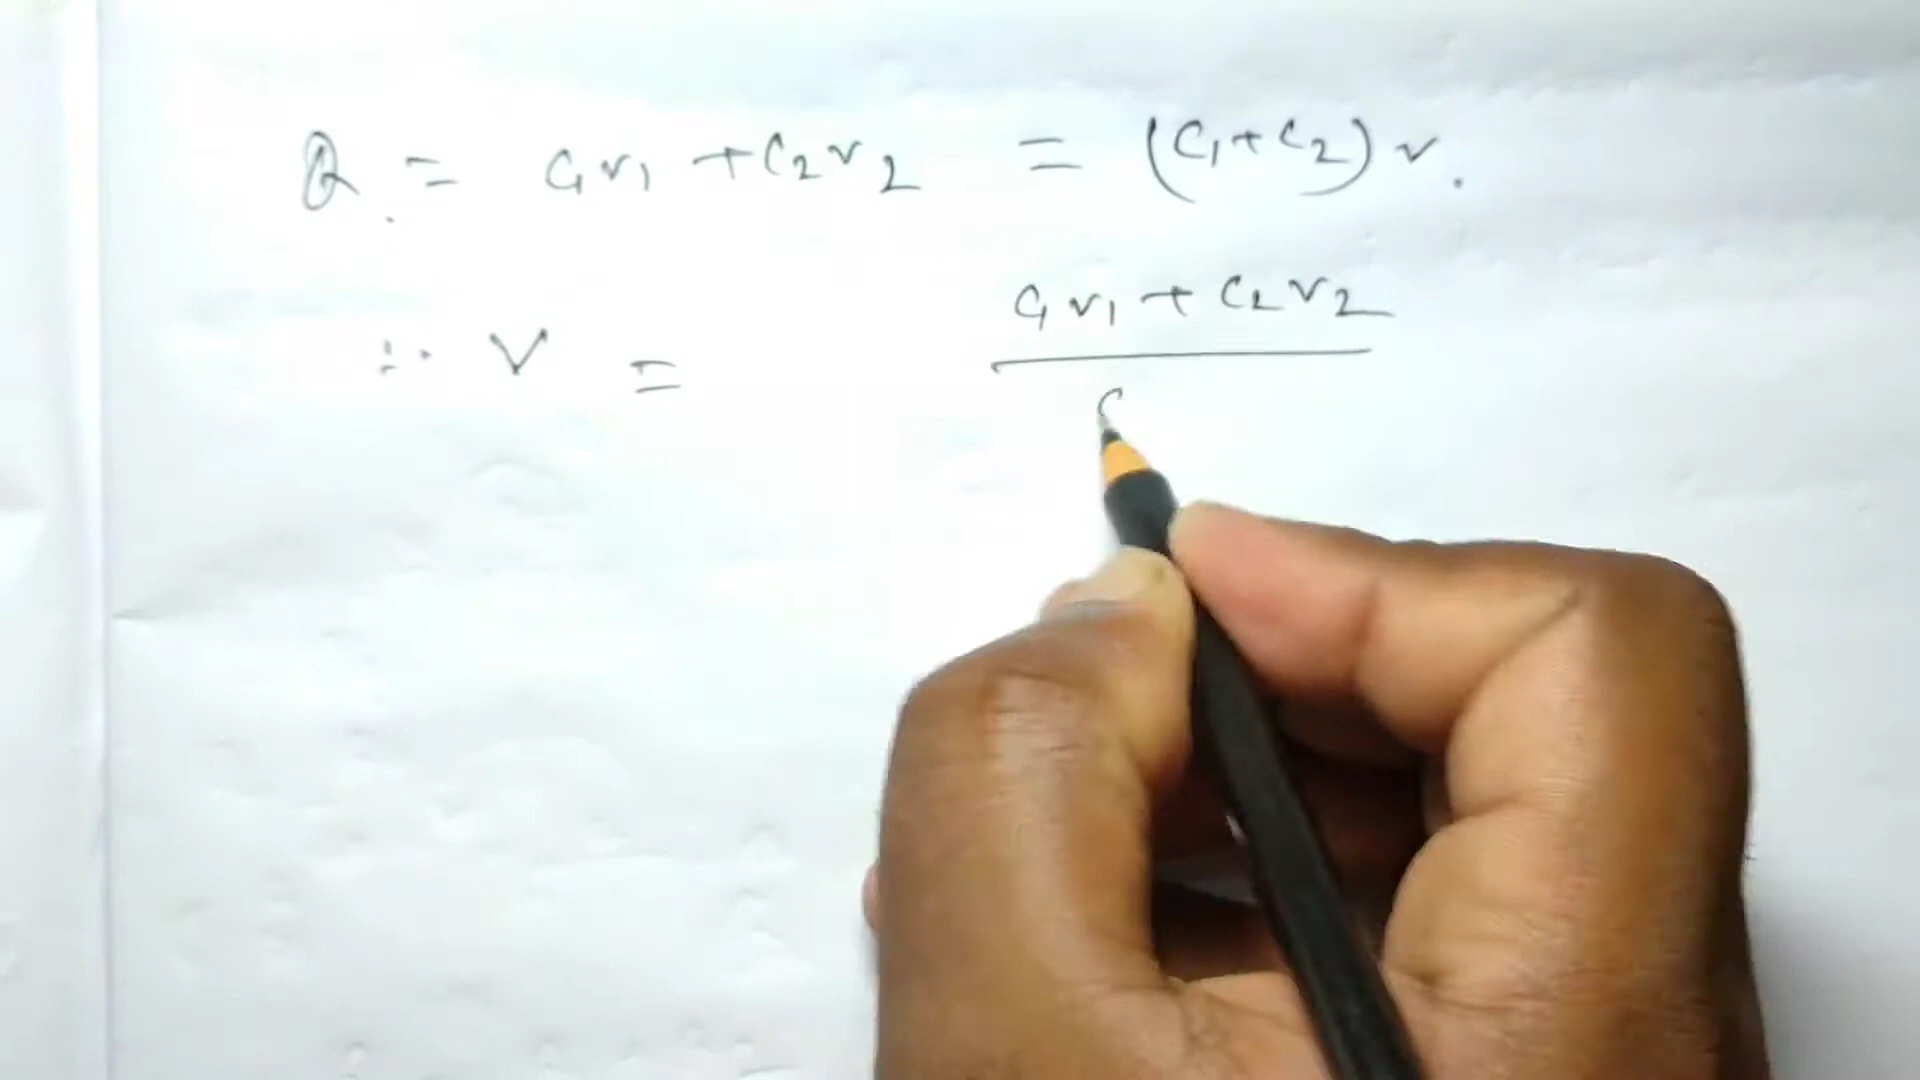 Q = C₁v₁ + C₂v₂ = (C₁+C₂)v.
∴ V = C₁v₁ + C₂v₂
C